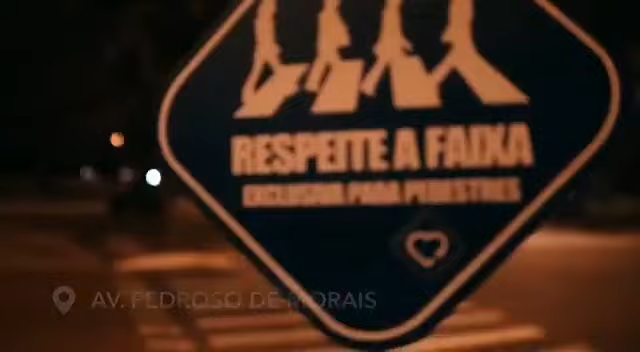 RESPEITE A FAIXA
EXCLUSIVA PARA PEDESTRES
AV. PEDROSO DE MORAIS